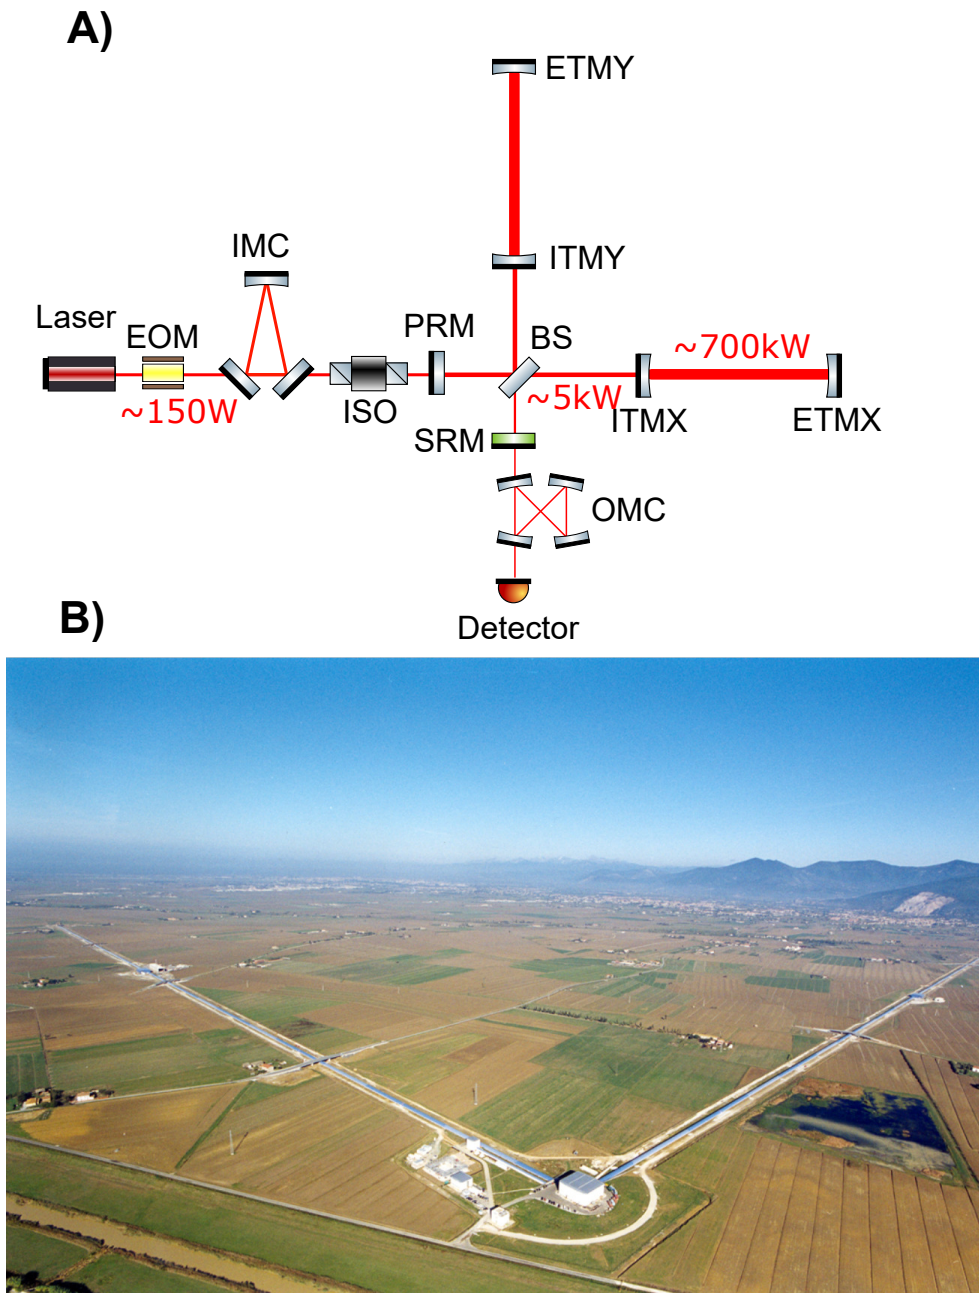 A)
ETMY
IMC
ITMY
Laser
EOM
PRM
BS
~700kW
~150W
ISO
~5kW
ITMX
ETMX
SRM
OMC
Detector
B)